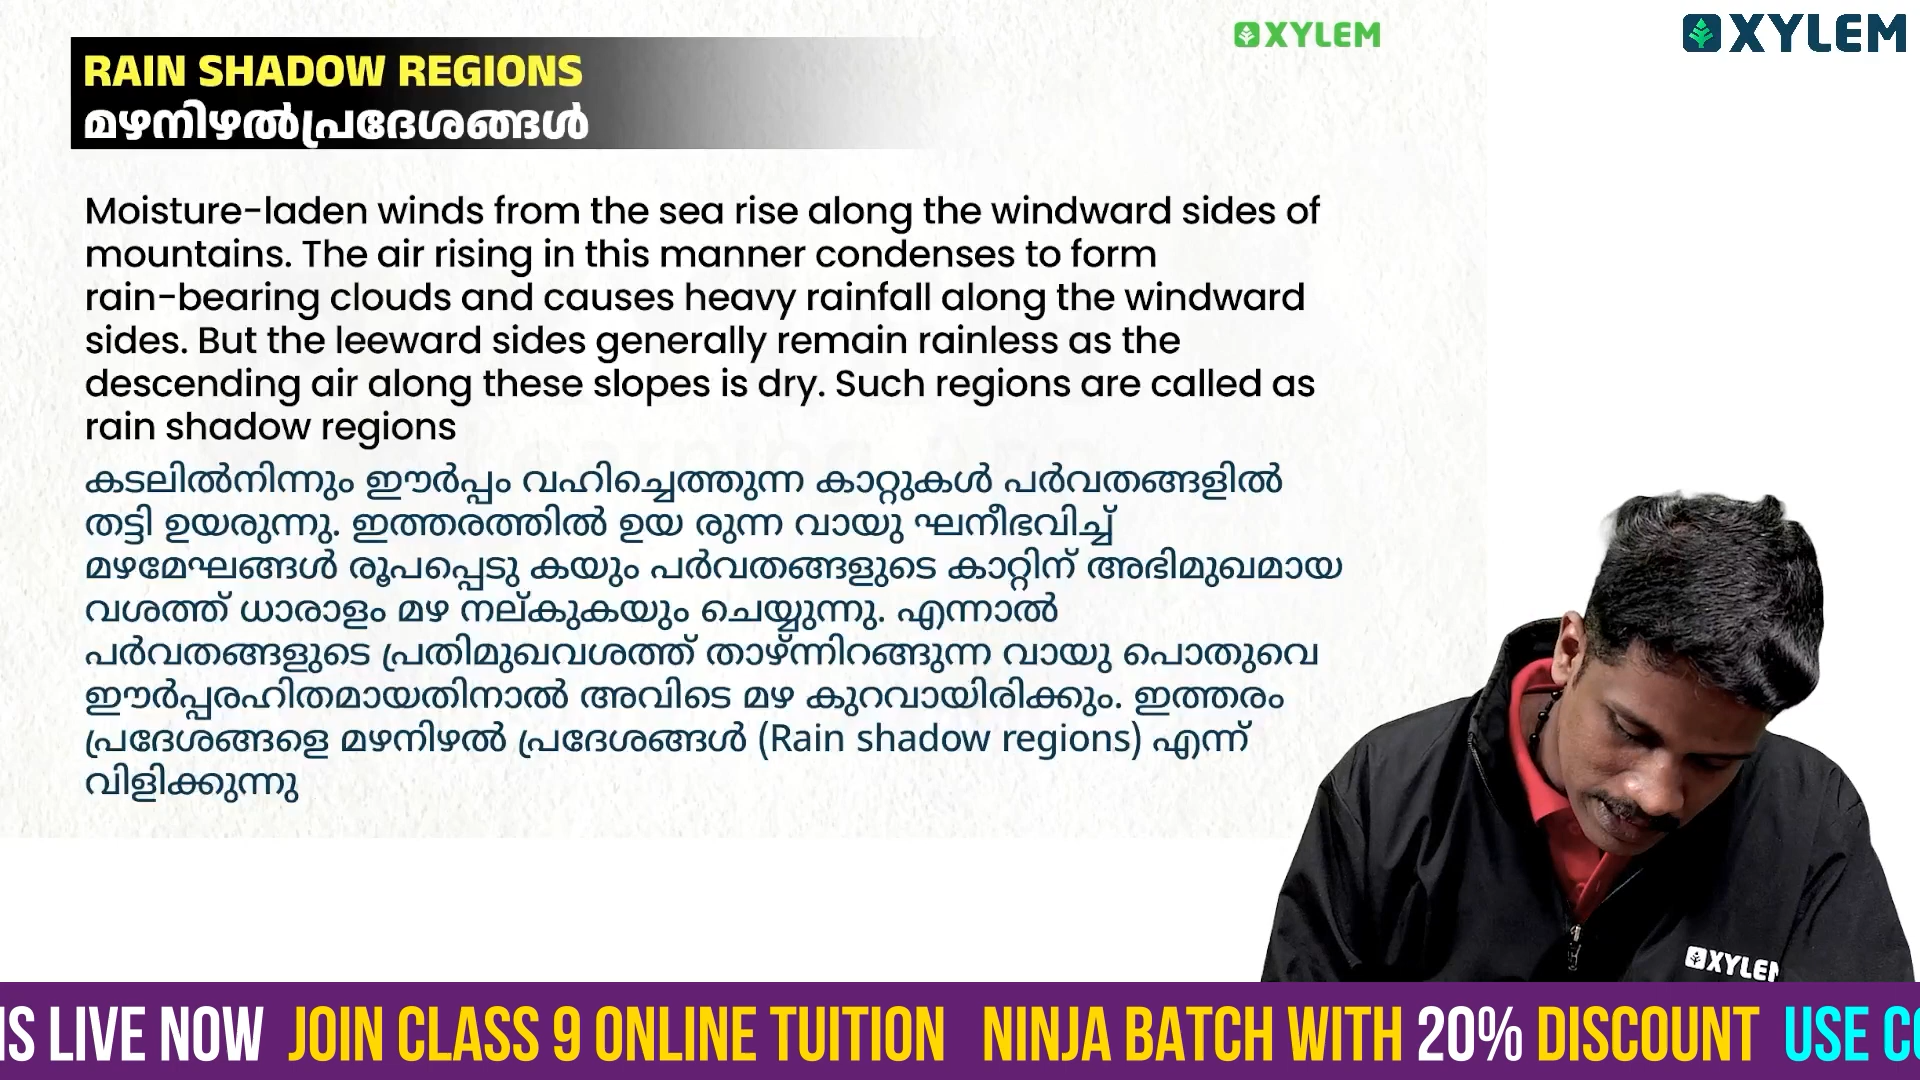 XYLEM
XYLEM
RAIN SHADOW REGIONS
മഴനിഴൽപ്രദേശങ്ങൾ
Moisture-laden winds from the sea rise along the windward sides of
mountains. The air rising in this manner condenses to form
rain-bearing clouds and causes heavy rainfall along the windward
sides. But the leeward sides generally remain rainless as the
descending air along these slopes is dry. Such regions are called as
rain shadow regions
കടലിൽനിന്നും ഈർപ്പം വഹിച്ചെത്തുന്ന കാറ്റുകൾ പർവതങ്ങളിൽ
തട്ടി ഉയരുന്നു. ഇത്തരത്തിൽ ഉയ രുന്ന വായു ഘനീഭവിച്ച്
മഴമേഘങ്ങൾ രൂപപ്പെടു കയും പർവതങ്ങളുടെ കാറ്റിന് അഭിമുഖമായ
വശത്ത് ധാരാളം മഴ നല്കുകയും ചെയ്യുന്നു. എന്നാൽ
പർവതങ്ങളുടെ പ്രതിമുഖവശത്ത് താഴ്ന്നിറങ്ങുന്ന വായു പൊതുവെ
ഈർപ്പരഹിതമായതിനാൽ അവിടെ മഴ കുറവായിരിക്കും. ഇത്തരം
പ്രദേശങ്ങളെ മഴനിഴൽ പ്രദേശങ്ങൾ (Rain shadow regions) എന്ന്
വിളിക്കുന്നു
XYLEM
IS LIVE NOW JOIN CLASS 9 ONLINE TUITION NINJA BATCH WITH 20% DISCOUNT USE